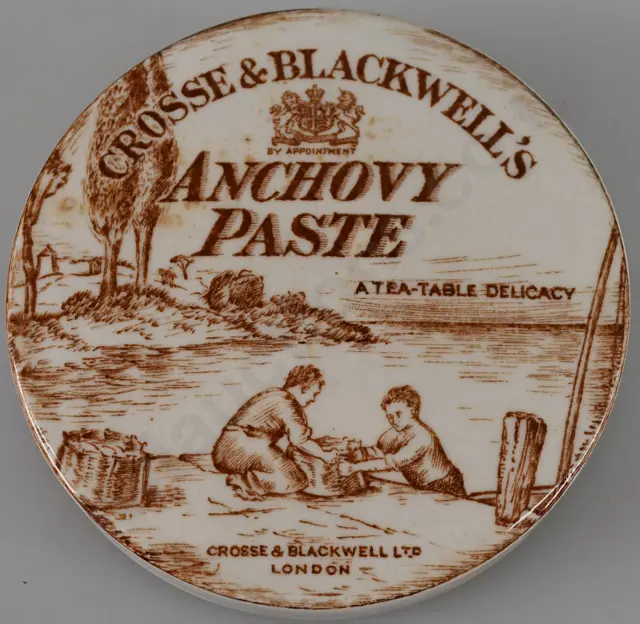 CROSSE & BLACKWELL'S
BY APPOINTMENT
ANCHOVY
PASTE
A TEA-TABLE DELICACY
CROSSE & BLACKWELL LTD
LONDON